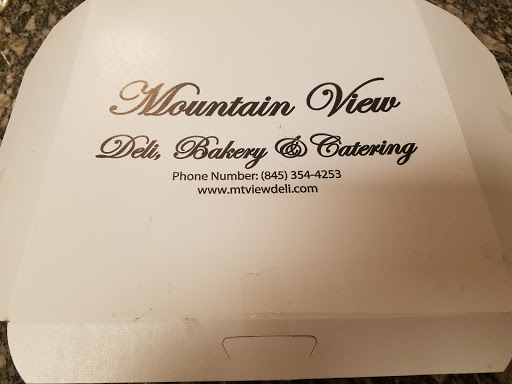 Mountain View
Deli, Bakery & Catering
Phone Number: (845) 354-4253
www.mtviewdeli.com